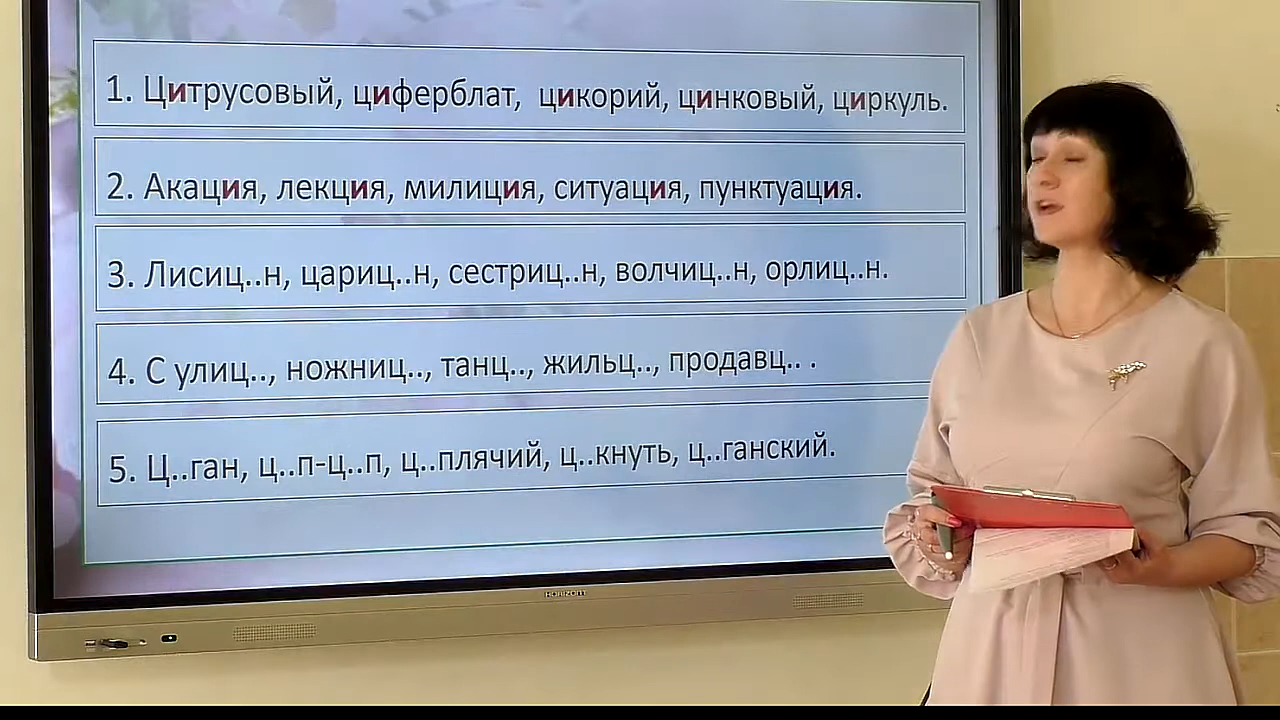 1. Цитрусовый, циферблат, цикорий, цинковый, циркуль.
2. Акация, лекция, милиция, ситуация, пунктуация.
3. Лисиц..н, цариц..н, сестриц..н, волчиц..н, орлиц..н.
4. С улиц.., ножниц.., танц.., жильц.., продавц.. .
5. Ц..ган, ц..п-ц..п, ц..плячий, ц..кнуть, ц..ганский.
HORIZONT